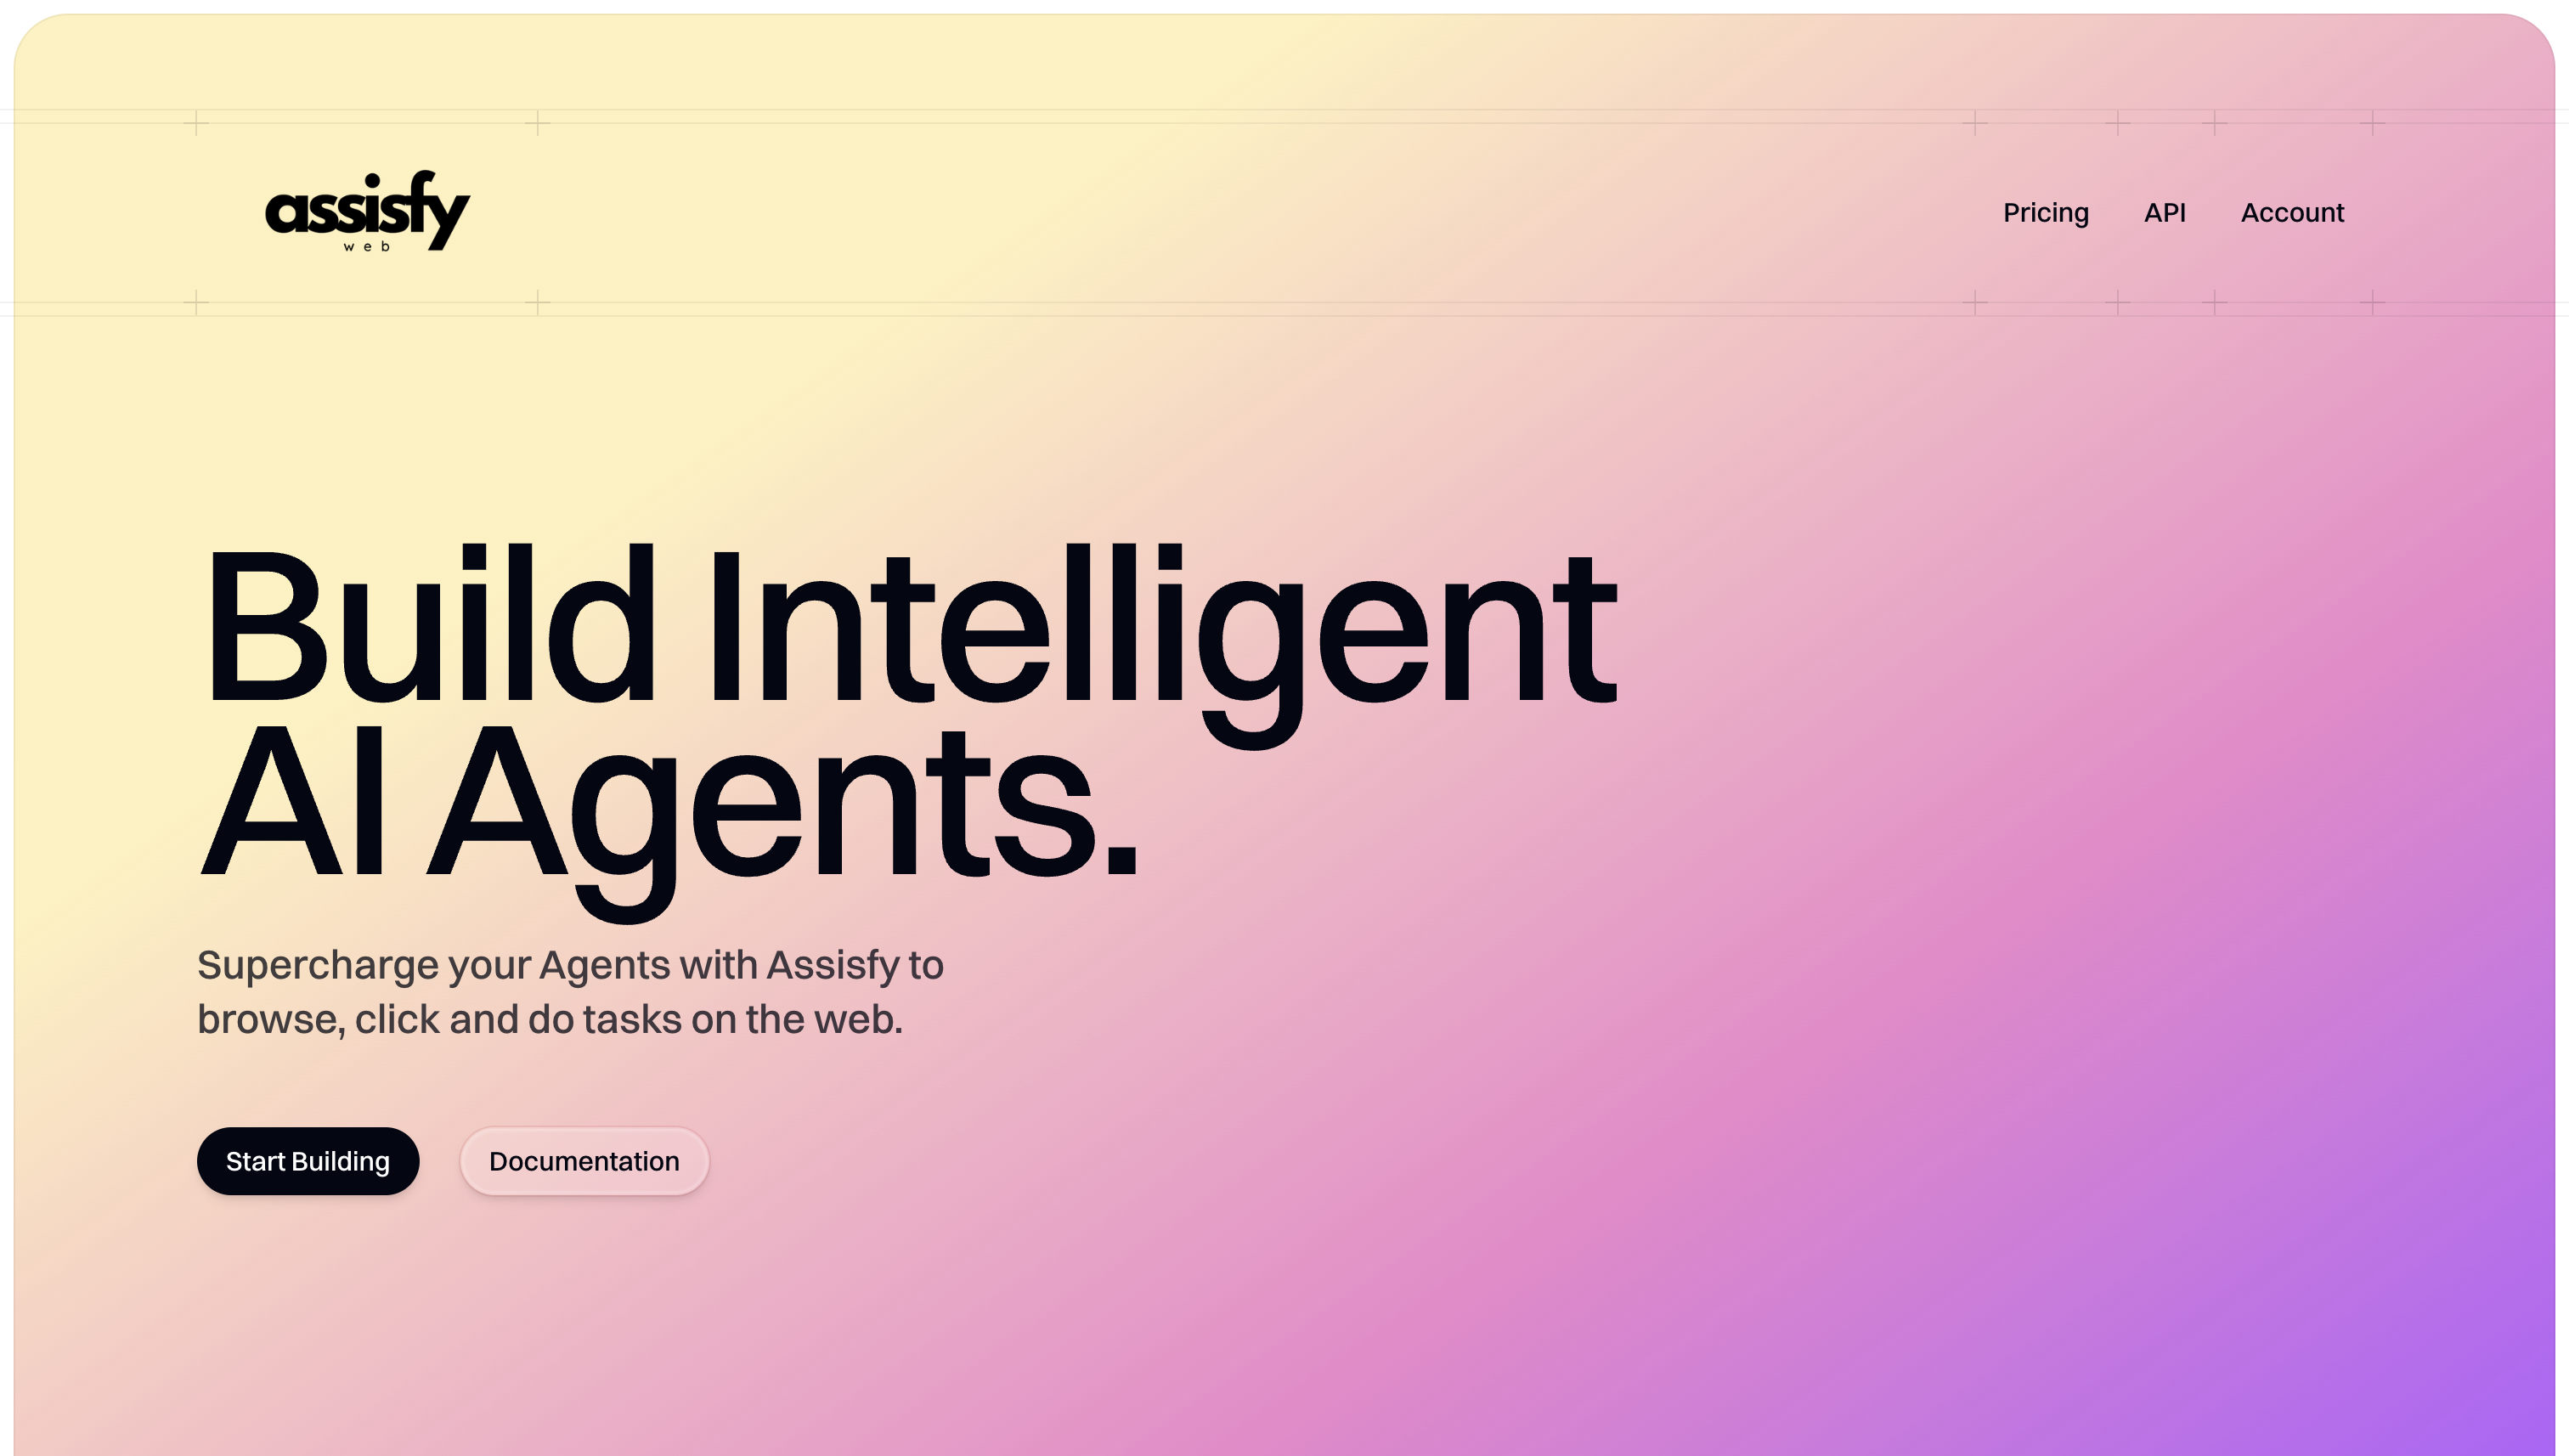 assisfy
web
Pricing API Account
Build Intelligent
AI Agents.
Supercharge your Agents with Assisfy to
browse, click and do tasks on the web.
Start Building Documentation